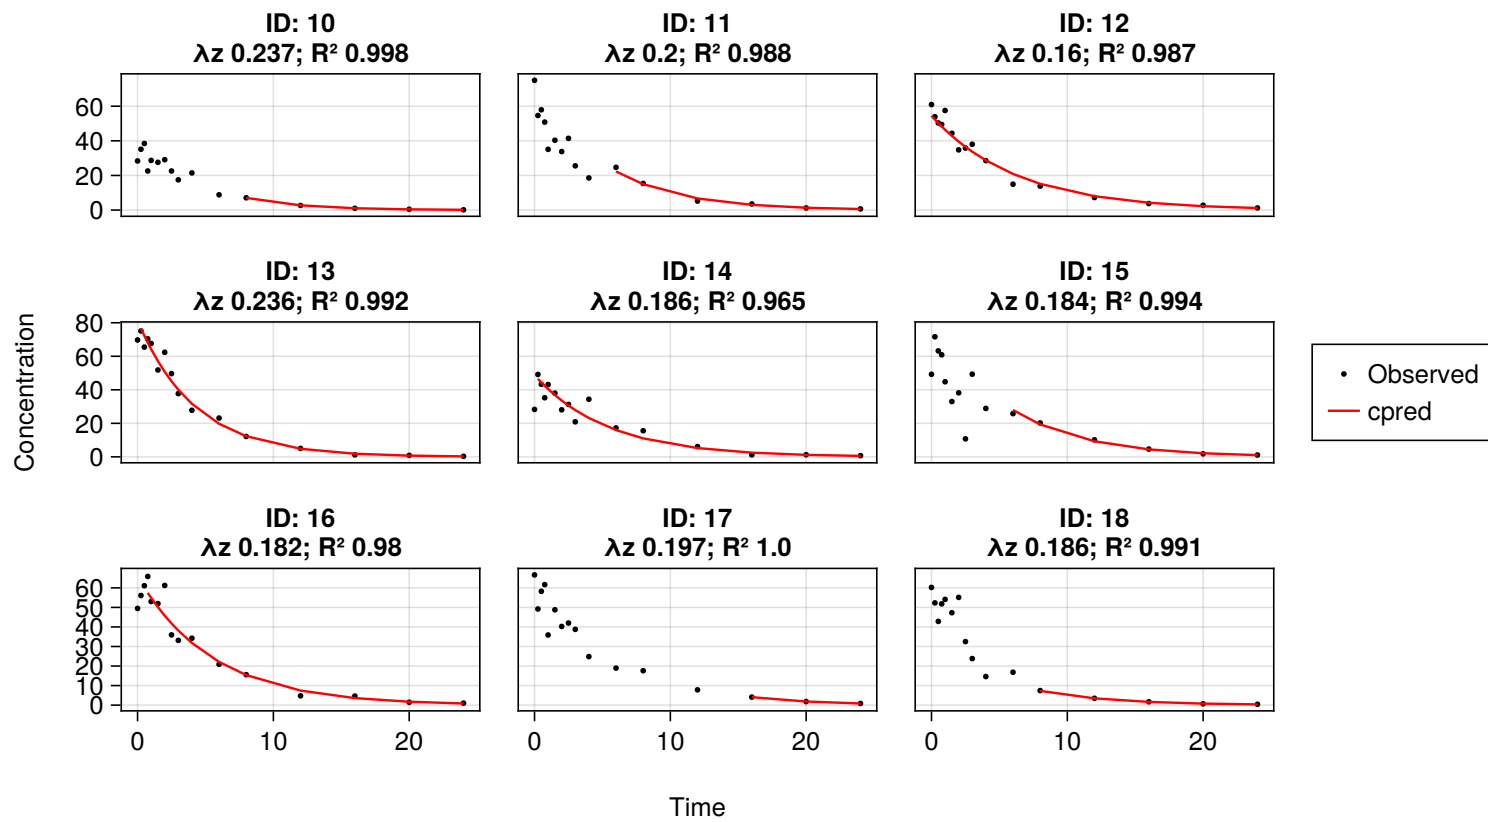 ID: 10
λz 0.237; R² 0.998
ID: 11
λz 0.2; R² 0.988
ID: 12
λz 0.16; R² 0.987
60
40
20
0
ID: 13
λz 0.236; R² 0.992
ID: 14
λz 0.186; R² 0.965
ID: 15
λz 0.184; R² 0.994
80
60
40
20
0
Concentration
Observed
cpred
ID: 16
λz 0.182; R² 0.98
ID: 17
λz 0.197; R² 1.0
ID: 18
λz 0.186; R² 0.991
60
50
40
30
20
10
0
0 10 20
0 10 20
0 10 20
Time